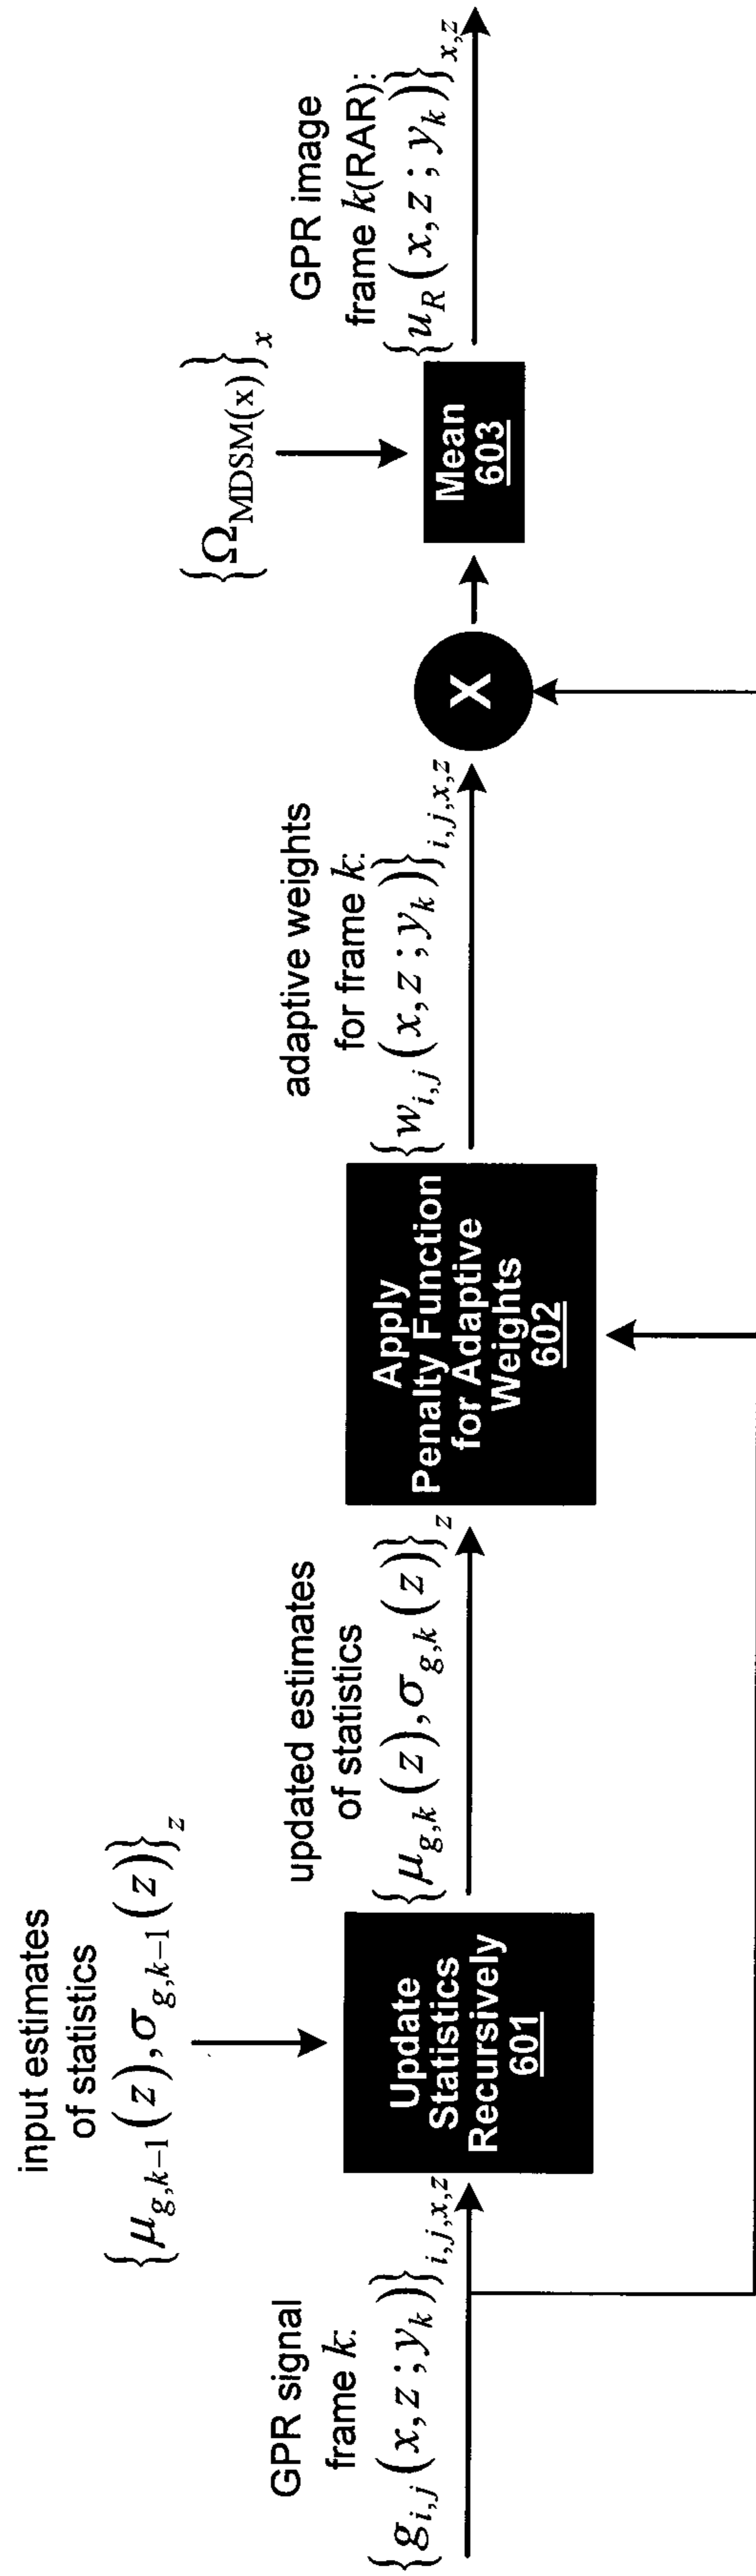 input estimates
of statistics
{μ_{g,k−1}(z), σ_{g,k−1}(z)}_z
GPR signal
frame k:
{g_{i,j}(x, z ; y_k)}_{i,j,x,z}
Update
Statistics
Recursively
601
updated estimates
of statistics
{μ_{g,k}(z), σ_{g,k}(z)}_z
Apply
Penalty Function
for Adaptive
Weights
602
adaptive weights
for frame k:
{w_{i,j}(x, z ; y_k)}_{i,j,x,z}
X
{Ω_{MDSM(x)}}_x
Mean
603
GPR image
frame k(RAR):
{u_R(x, z ; y_k)}_{x,z}